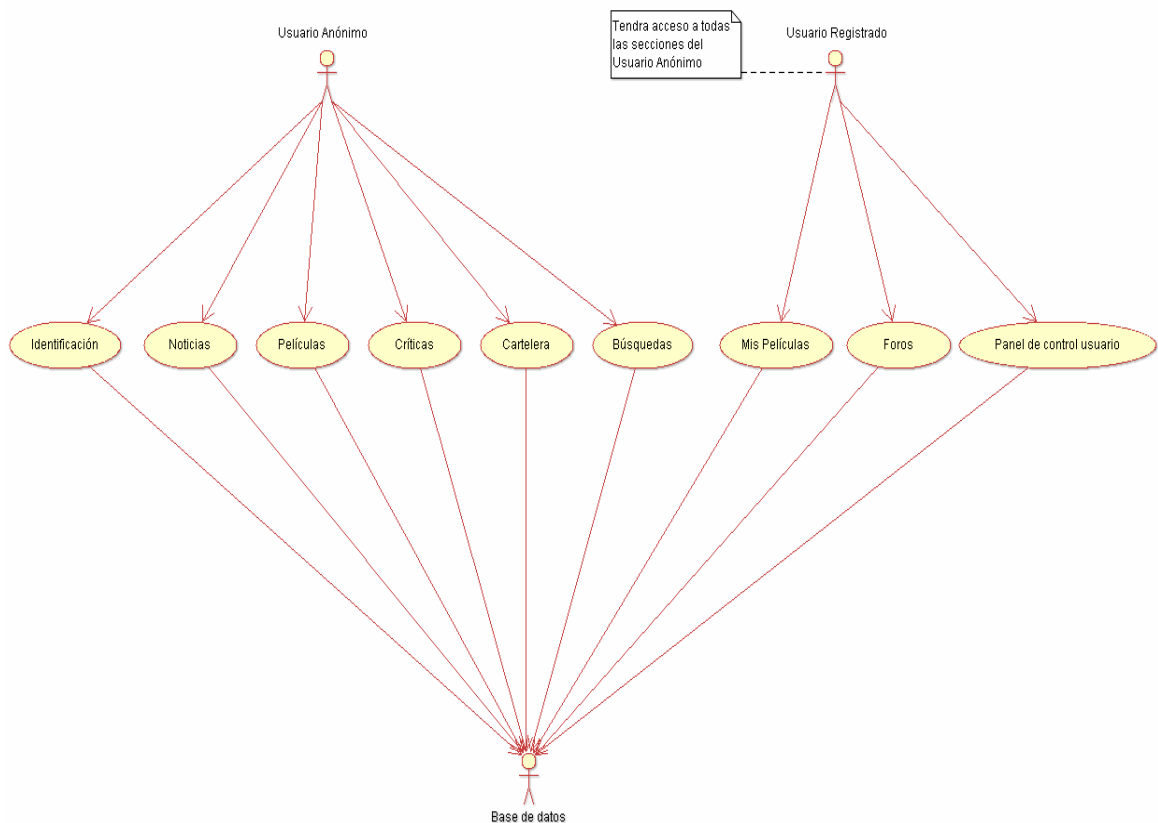 Usuario Anónimo
Tendra acceso a todas
las secciones del
Usuario Anónimo
Usuario Registrado
Identificación
Noticias
Películas
Críticas
Cartelera
Búsquedas
Mis Películas
Foros
Panel de control usuario
Base de datos